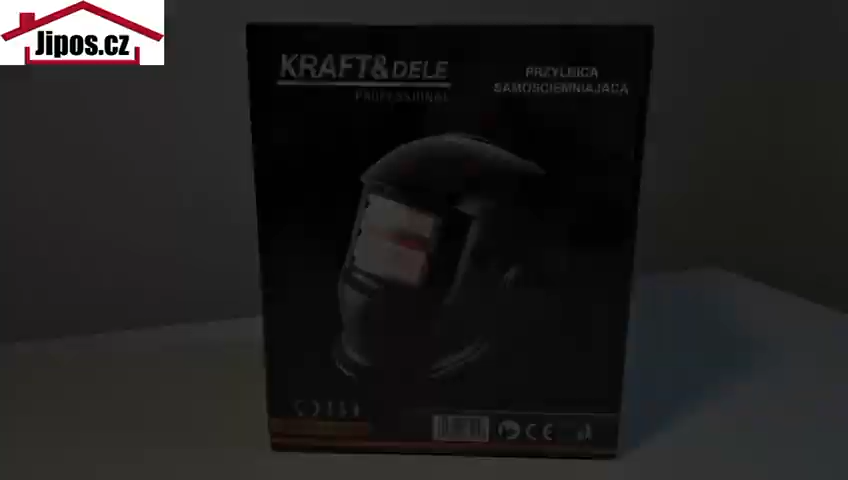 Jipos.cz
KRAFT&DELE
PROFESSIONAL
PRZYŁBICA
SAMOŚCIEMNIAJĄCA
CE